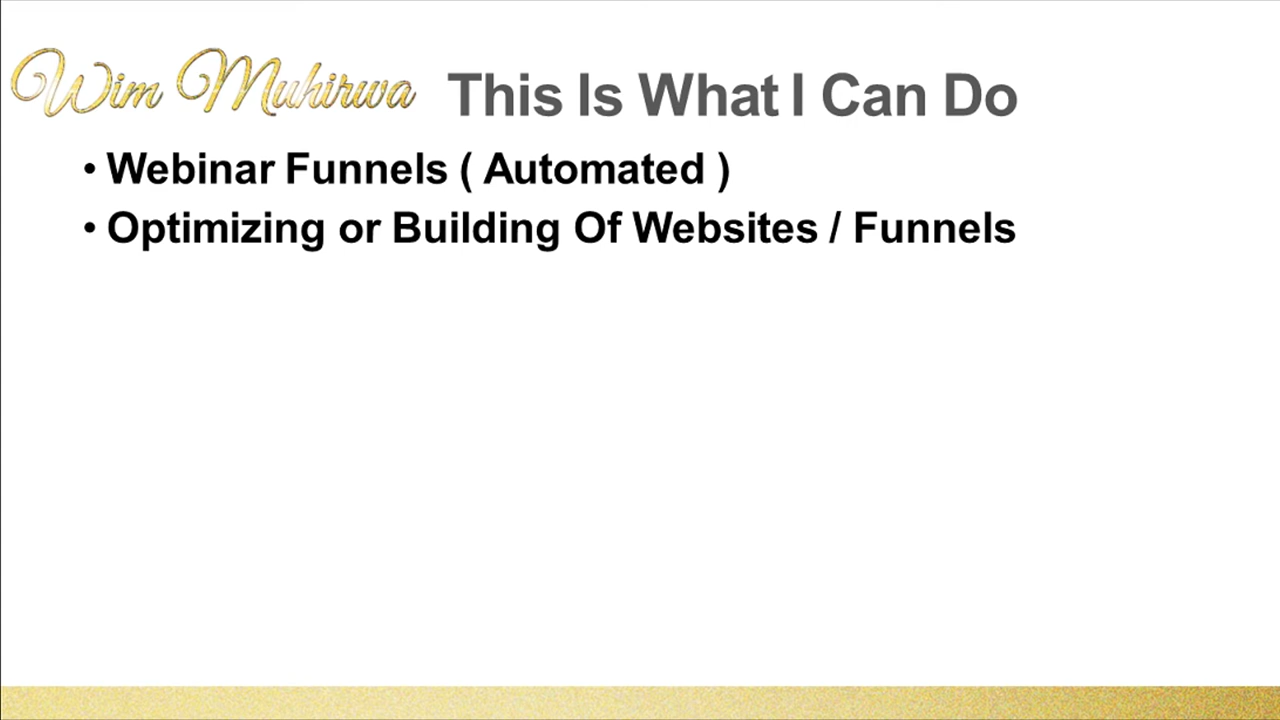 Wim Muhirwa This Is What I Can Do
• Webinar Funnels ( Automated )
• Optimizing or Building Of Websites / Funnels